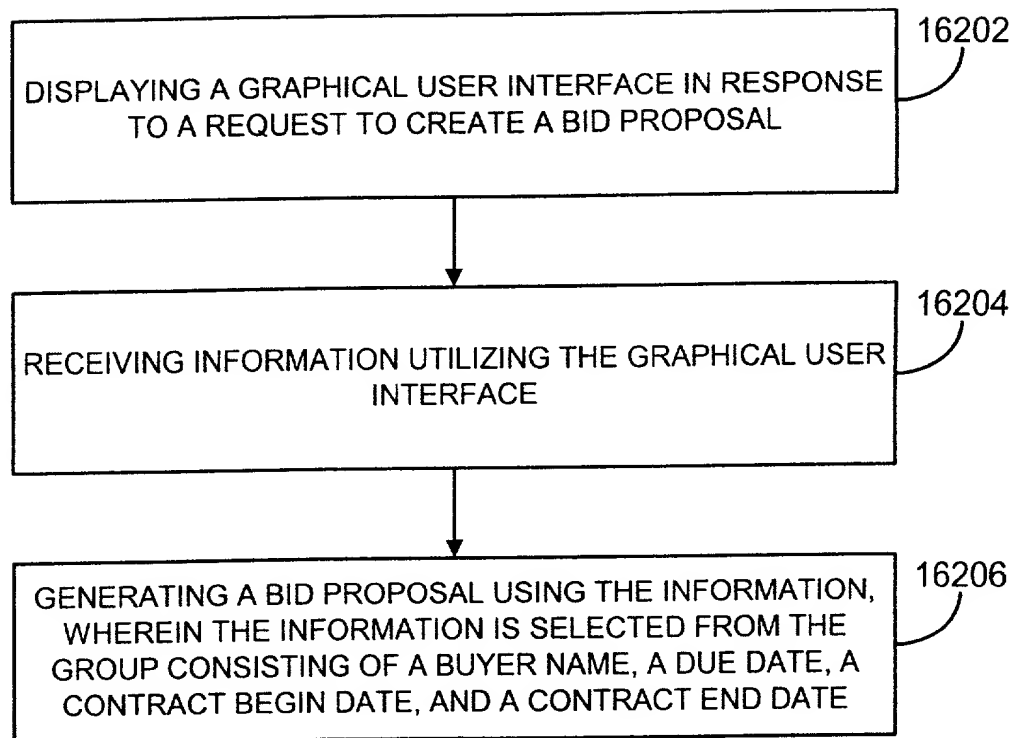 16202
DISPLAYING A GRAPHICAL USER INTERFACE IN RESPONSE
TO A REQUEST TO CREATE A BID PROPOSAL
16204
RECEIVING INFORMATION UTILIZING THE GRAPHICAL USER
INTERFACE
16206
GENERATING A BID PROPOSAL USING THE INFORMATION,
WHEREIN THE INFORMATION IS SELECTED FROM THE
GROUP CONSISTING OF A BUYER NAME, A DUE DATE, A
CONTRACT BEGIN DATE, AND A CONTRACT END DATE